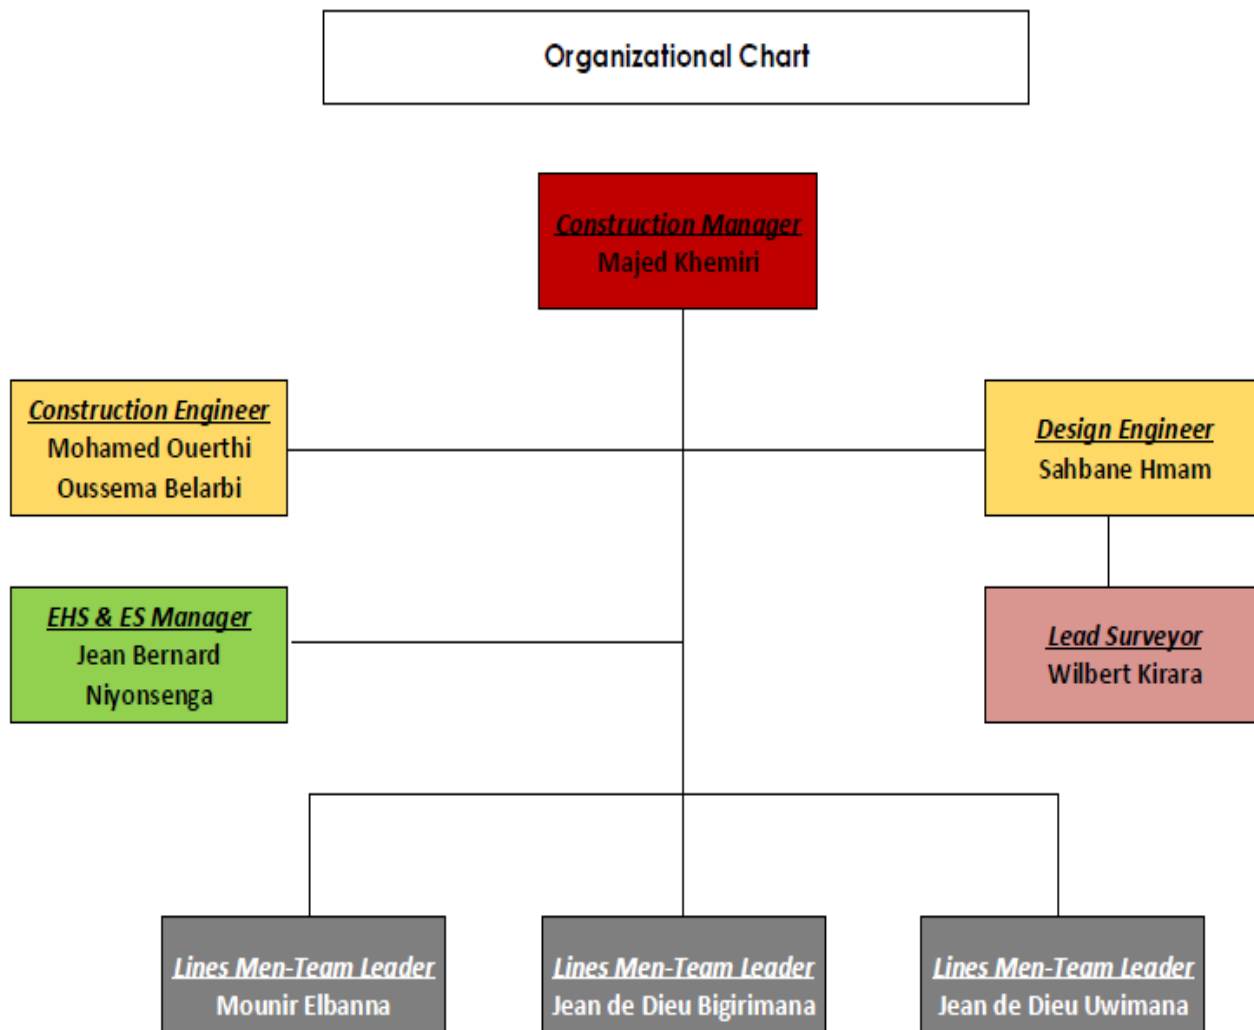 Organizational Chart
Construction Manager
Majed Khemiri
Construction Engineer
Mohamed Ouerthi
Oussema Belarbi
Design Engineer
Sahbane Hmam
EHS & ES Manager
Jean Bernard
Niyonsenga
Lead Surveyor
Wilbert Kirara
Lines Men-Team Leader
Mounir Elbanna
Lines Men-Team Leader
Jean de Dieu Bigirimana
Lines Men-Team Leader
Jean de Dieu Uwimana